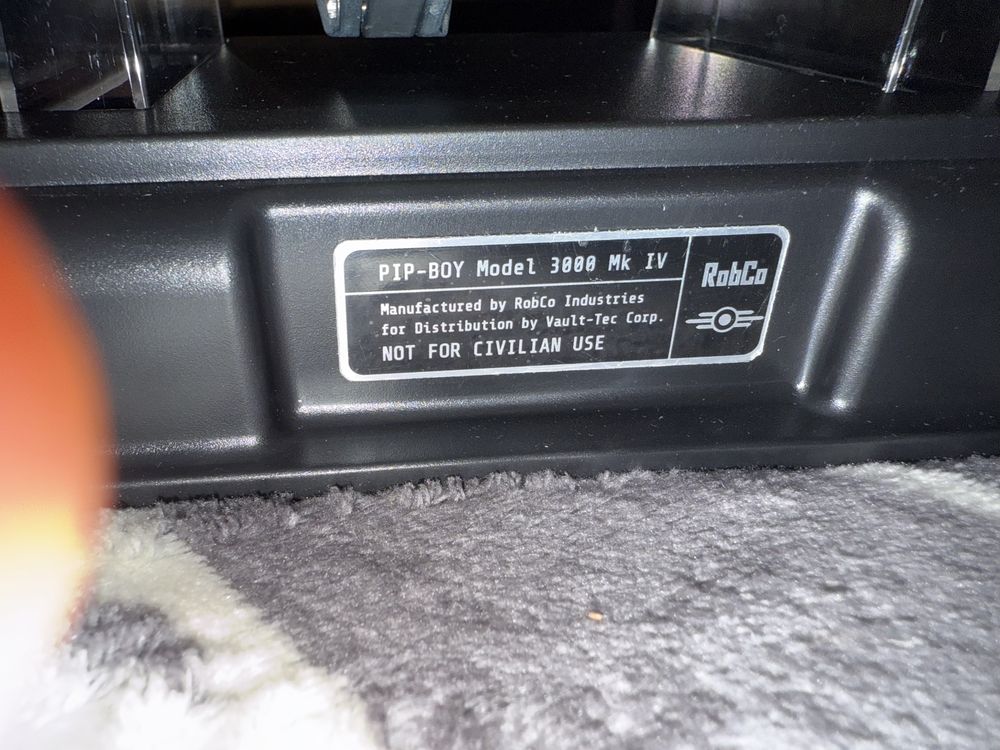 PIP-BOY Model 3000 Mk IV
Manufactured by RobCo Industries
for Distribution by Vault-Tec Corp.
NOT FOR CIVILIAN USE
RobCo